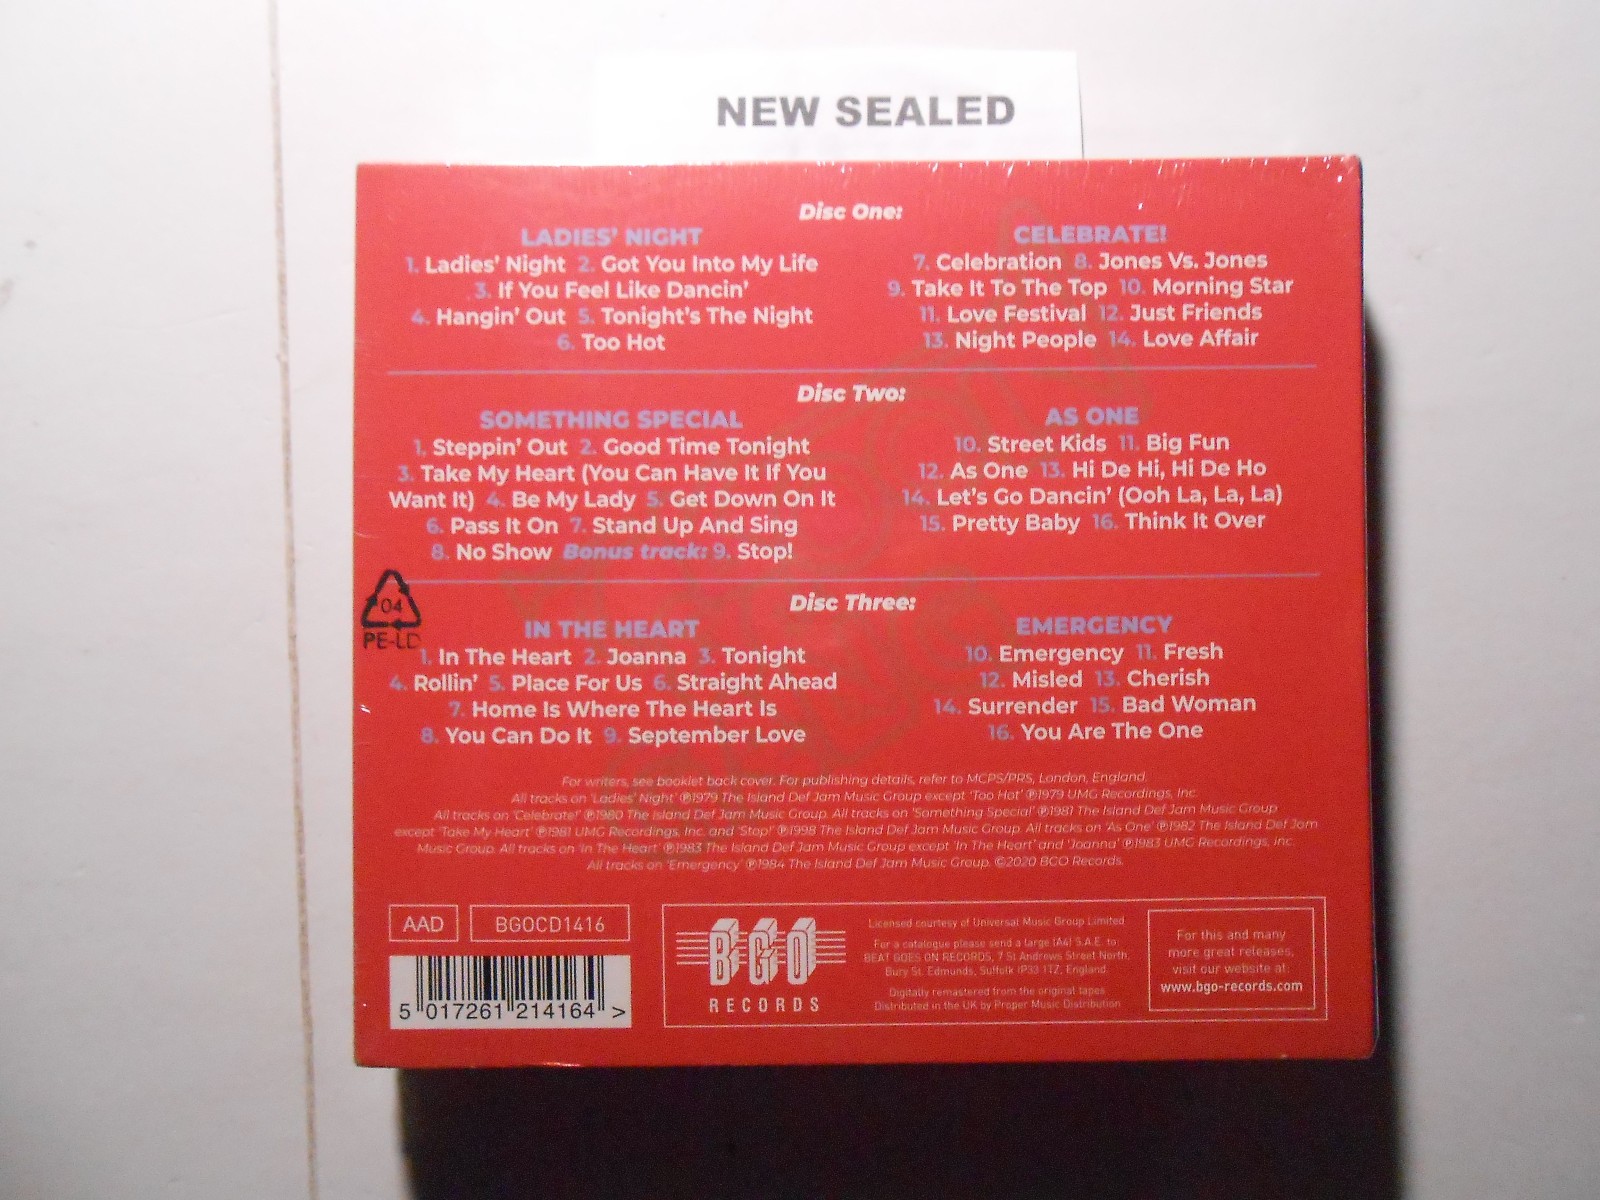 NEW SEALED
Disc One:
LADIES' NIGHT
1. Ladies' Night 2. Got You Into My Life
3. If You Feel Like Dancin'
4. Hangin' Out 5. Tonight's The Night
6. Too Hot
CELEBRATE!
7. Celebration 8. Jones Vs. Jones
9. Take It To The Top 10. Morning Star
11. Love Festival 12. Just Friends
13. Night People 14. Love Affair
Disc Two:
SOMETHING SPECIAL
1. Steppin' Out 2. Good Time Tonight
3. Take My Heart (You Can Have It If You
Want It) 4. Be My Lady 5. Get Down On It
6. Pass It On 7. Stand Up And Sing
8. No Show Bonus track: 9. Stop!
AS ONE
10. Street Kids 11. Big Fun
12. As One 13. Hi De Hi, Hi De Ho
14. Let's Go Dancin' (Ooh La, La, La)
15. Pretty Baby 16. Think It Over
04
PE-LD
Disc Three:
IN THE HEART
1. In The Heart 2. Joanna 3. Tonight
4. Rollin' 5. Place For Us 6. Straight Ahead
7. Home Is Where The Heart Is
8. You Can Do It 9. September Love
EMERGENCY
10. Emergency 11. Fresh
12. Misled 13. Cherish
14. Surrender 15. Bad Woman
16. You Are The One
For writers, see booklet back cover. For publishing details, refer to MCPS/PRS, London, England.
All tracks on 'Ladies' Night' ℗1979 The Island Def Jam Music Group except 'Too Hot' ℗1979 UMG Recordings, Inc.
All tracks on 'Celebrate!' ℗1980 The Island Def Jam Music Group. All tracks on 'Something Special' ℗1981 The Island Def Jam Music Group
except 'Take My Heart' ℗1981 UMG Recordings, Inc. and 'Stop!' ℗1998 The Island Def Jam Music Group. All tracks on 'As One' ℗1982 The Island Def Jam
Music Group. All tracks on 'In The Heart' ℗1983 The Island Def Jam Music Group except 'In The Heart' and 'Joanna' ℗1983 UMG Recordings, Inc.
All tracks on 'Emergency' ℗1984 The Island Def Jam Music Group. ©2020 BGO Records.
AAD
BGOCD1416
5 017261 214164 >
BGO
RECORDS
Licensed courtesy of Universal Music Group Limited
For a catalogue please send a large (A4) S.A.E. to:
BEAT GOES ON RECORDS, 7 St Andrews Street North,
Bury St. Edmunds, Suffolk IP33 1TZ, England.
Digitally remastered from the original tapes
Distributed in the UK by Proper Music Distribution
For this and many
more great releases,
visit our website at:
www.bgo-records.com